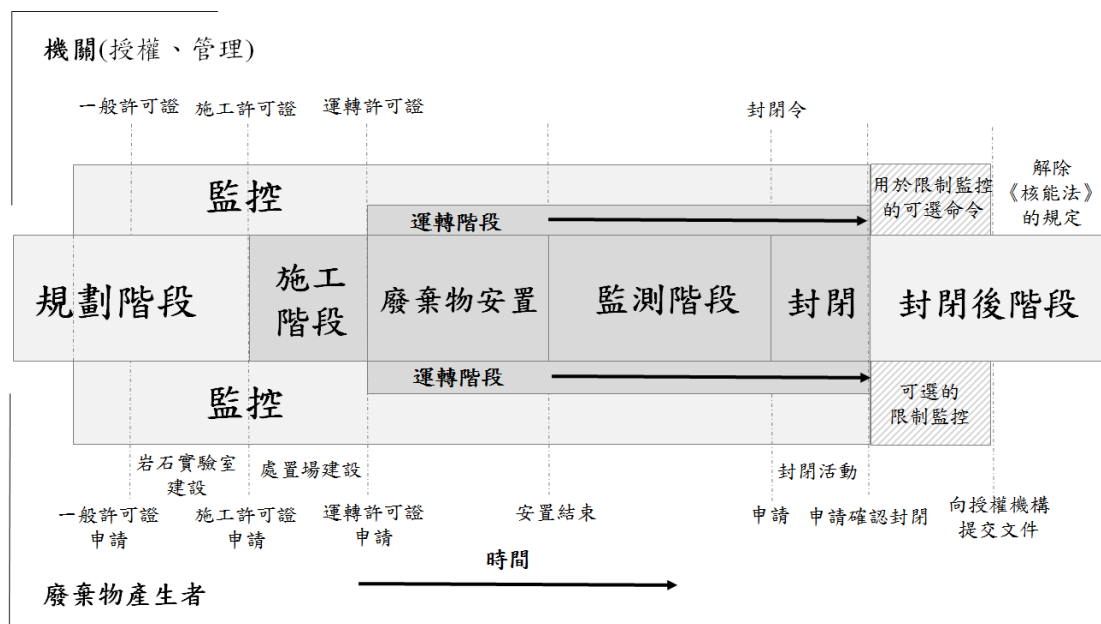 機關(授權、管理)
一般許可證
施工許可證
運轉許可證
封閉令
監控
用於限制監控
的可選命令
解除
《核能法》
的規定
運轉階段
規劃階段
施工
階段
廢棄物安置
監測階段
封閉
封閉後階段
運轉階段
監控
可選的
限制監控
岩石實驗室
建設
處置場建設
封閉活動
一般許可證
申請
施工許可證
申請
運轉許可證
申請
安置結束
申請
申請確認封閉
向授權機構
提交文件
時間
廢棄物產生者